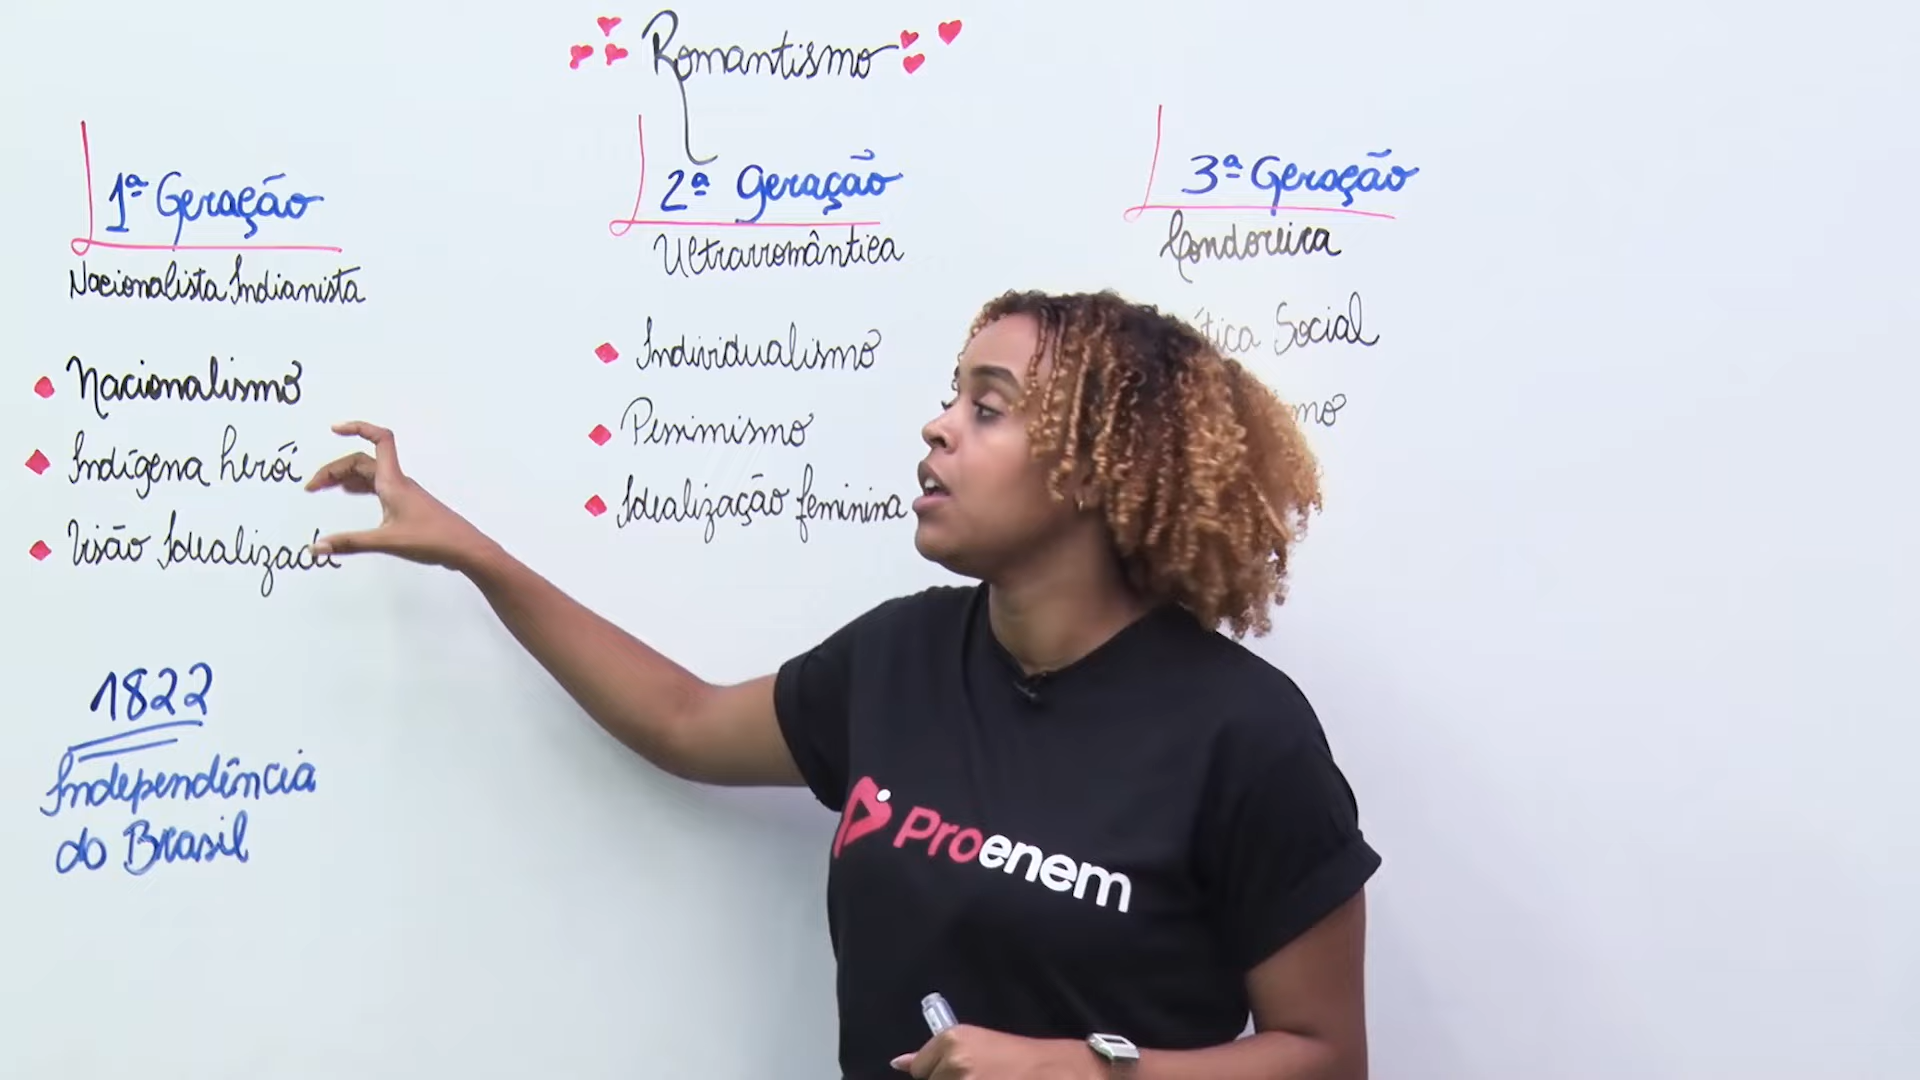 Romantismo
1ª Geração
Nacionalista Indianista
Nacionalismo
Indígena herói
Visão Idealizada
1822
Independência
do Brasil
2ª Geração
Ultrarromântica
Individualismo
Pessimismo
Idealização feminina
3ª Geração
Condoreira
Social
Proenem